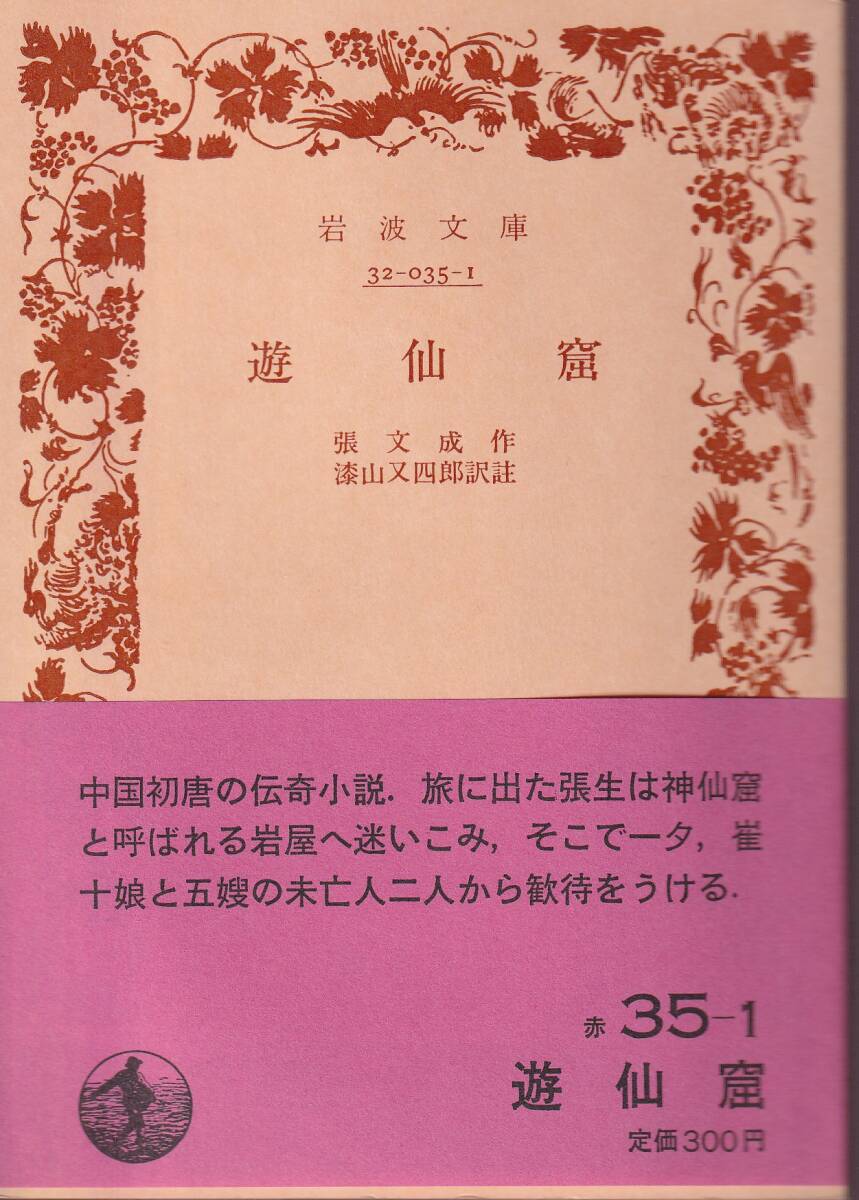 岩波文庫
32-035-1
遊仙窟
張文成作
漆山又四郎訳註
中国初唐の伝奇小説．旅に出た張生は神仙窟
と呼ばれる岩屋へ迷いこみ，そこで一夕，崔
十娘と五嫂の未亡人二人から歓待をうける．
赤 35-1
遊仙窟
定価300円